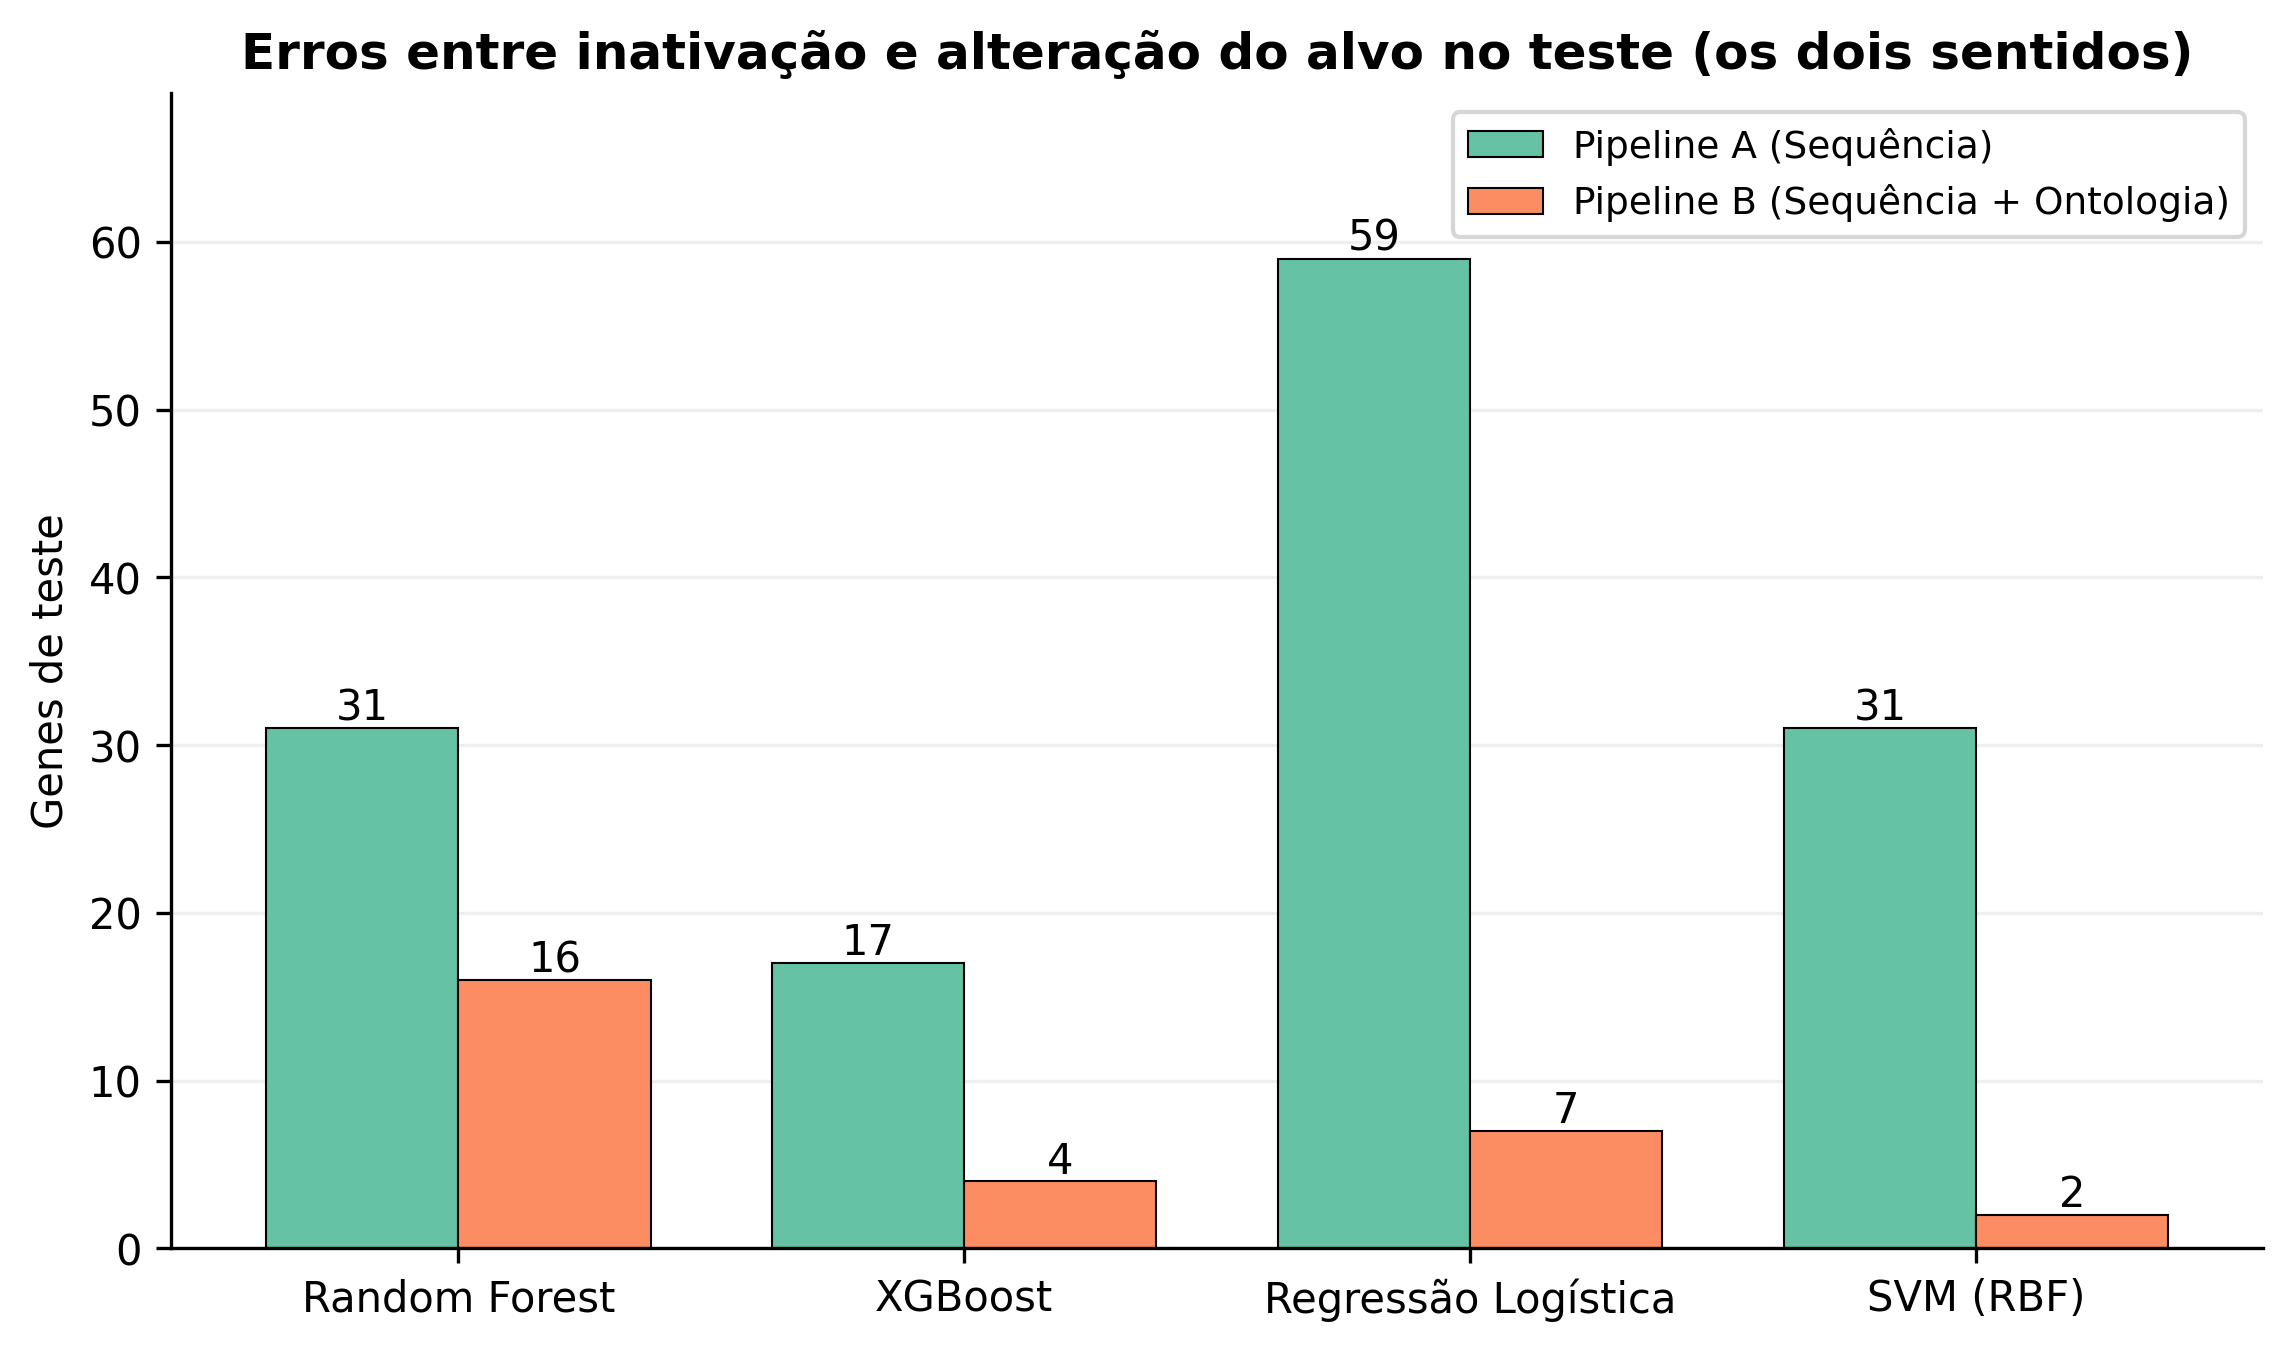 Erros entre inativação e alteração do alvo no teste (os dois sentidos)
Pipeline A (Sequência)
Pipeline B (Sequência + Ontologia)
Genes de teste
60
50
40
30
20
10
0
31
16
17
4
59
7
31
2
Random Forest
XGBoost
Regressão Logística
SVM (RBF)